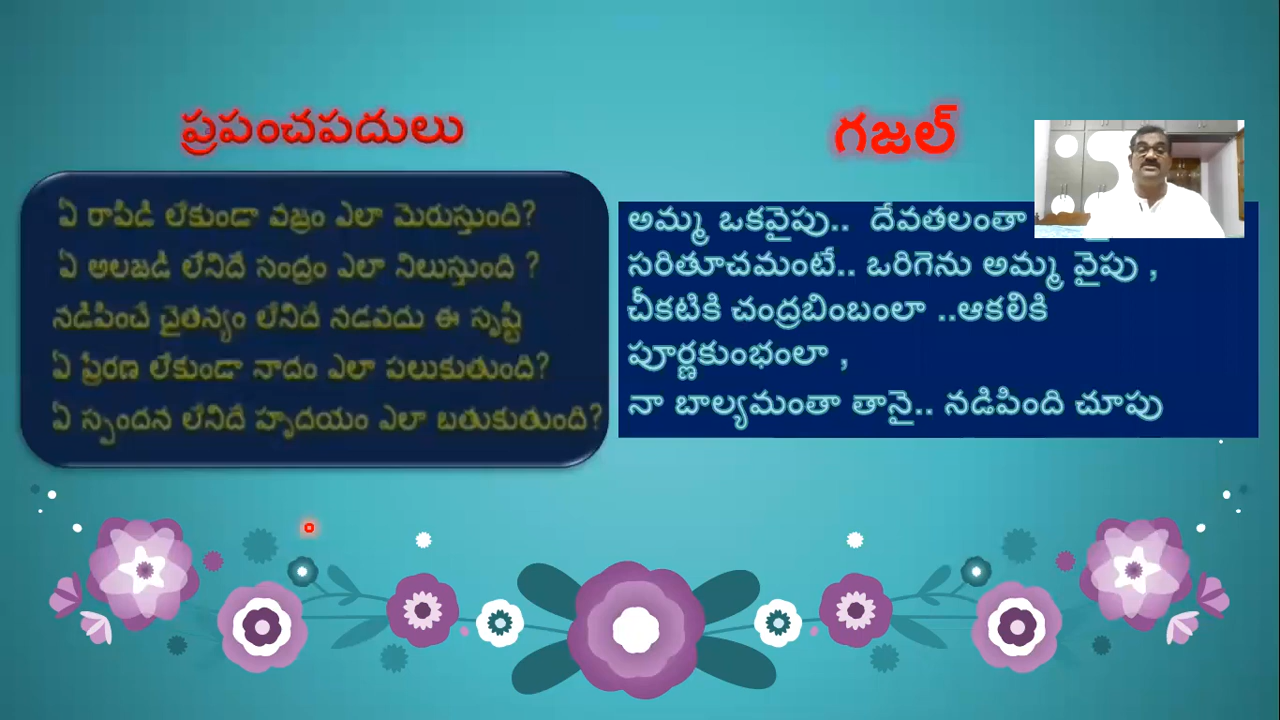 ప్రపంచపదులు
ఏ రాపిడి లేకుండా వజ్రం ఎలా మెరుస్తుంది?
ఏ అలజడి లేనిదే సంద్రం ఎలా నిలుస్తుంది ?
నడిపించే చైతన్యం లేనిదే నడవదు ఈ సృష్టి
ఏ ప్రేరణ లేకుండా నాదం ఎలా పలుకుతుంది?
ఏ స్పందన లేనిదే హృదయం ఎలా బతుకుతుంది?
గజల్
అమ్మ ఒకవైపు.. దేవతలంతా
సరితూచమంటే.. ఒరిగెను అమ్మ వైపు ,
చీకటికి చంద్రబింబంలా ..ఆకలికి
పూర్ణకుంభంలా ,
నా బాల్యమంతా తానై.. నడిపింది చూపు